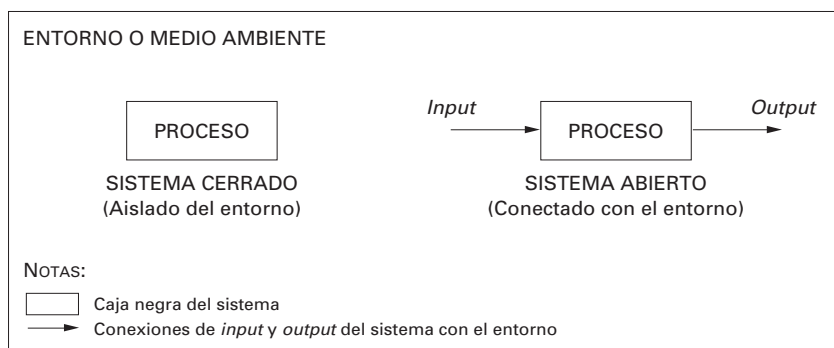 ENTORNO O MEDIO AMBIENTE
PROCESO
SISTEMA CERRADO
(Aislado del entorno)
Input
PROCESO
Output
SISTEMA ABIERTO
(Conectado con el entorno)
NOTAS:
Caja negra del sistema
Conexiones de input y output del sistema con el entorno